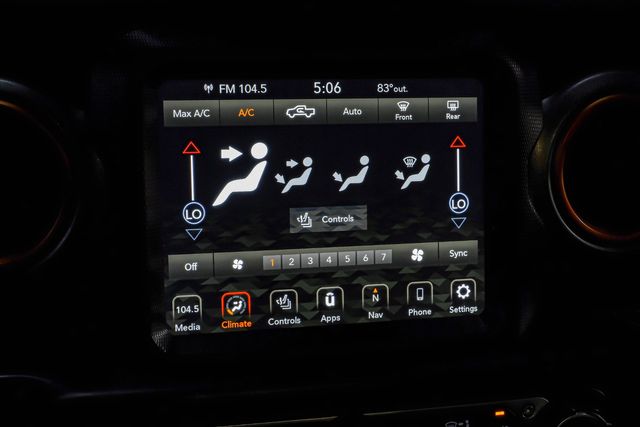 FM 104.5 5:06 83°out.
Max A/C A/C Auto Front Rear
LO LO
Controls
Off 1 2 3 4 5 6 7 Sync
104.5 ū N
Media Climate Controls Apps Nav Phone Settings